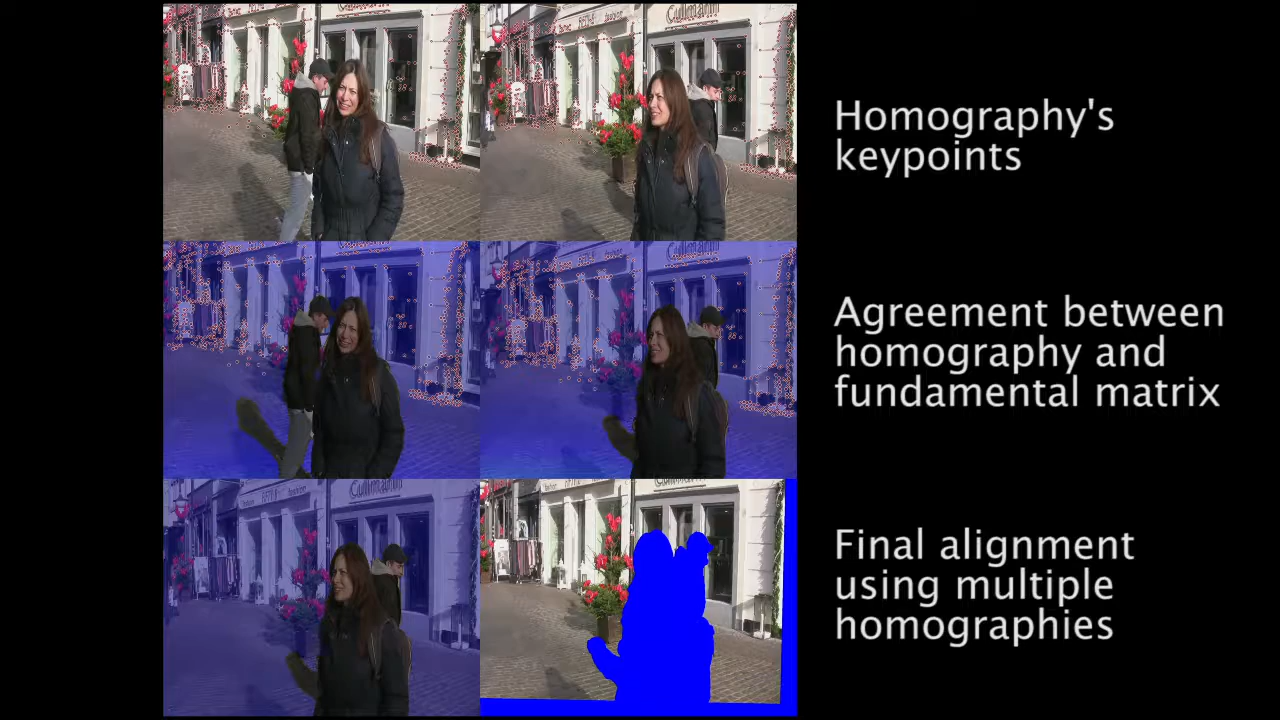 Homography's
keypoints
Agreement between
homography and
fundamental matrix
Final alignment
using multiple
homographies